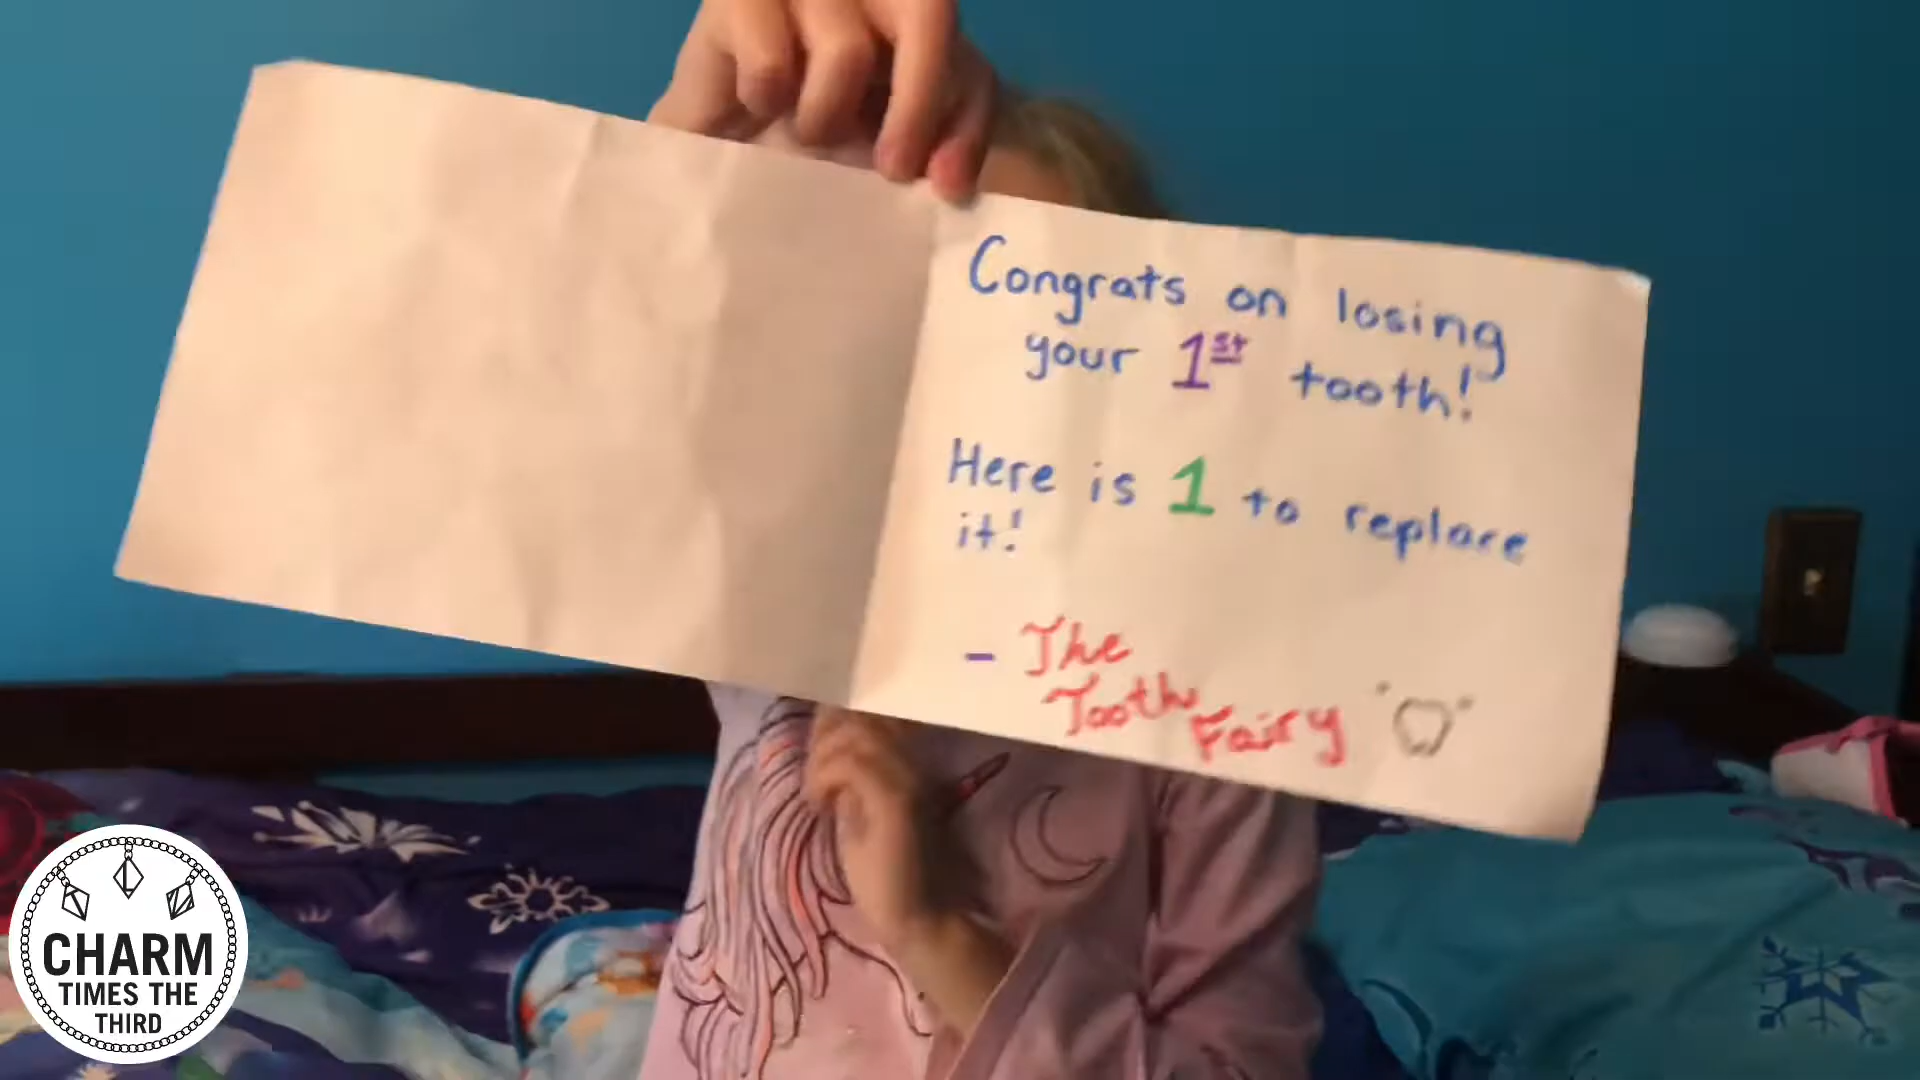 Congrats on losing
your 1st tooth!
Here is 1 to replace
it!
- The
Tooth
Fairy
CHARM
TIMES THE
THIRD